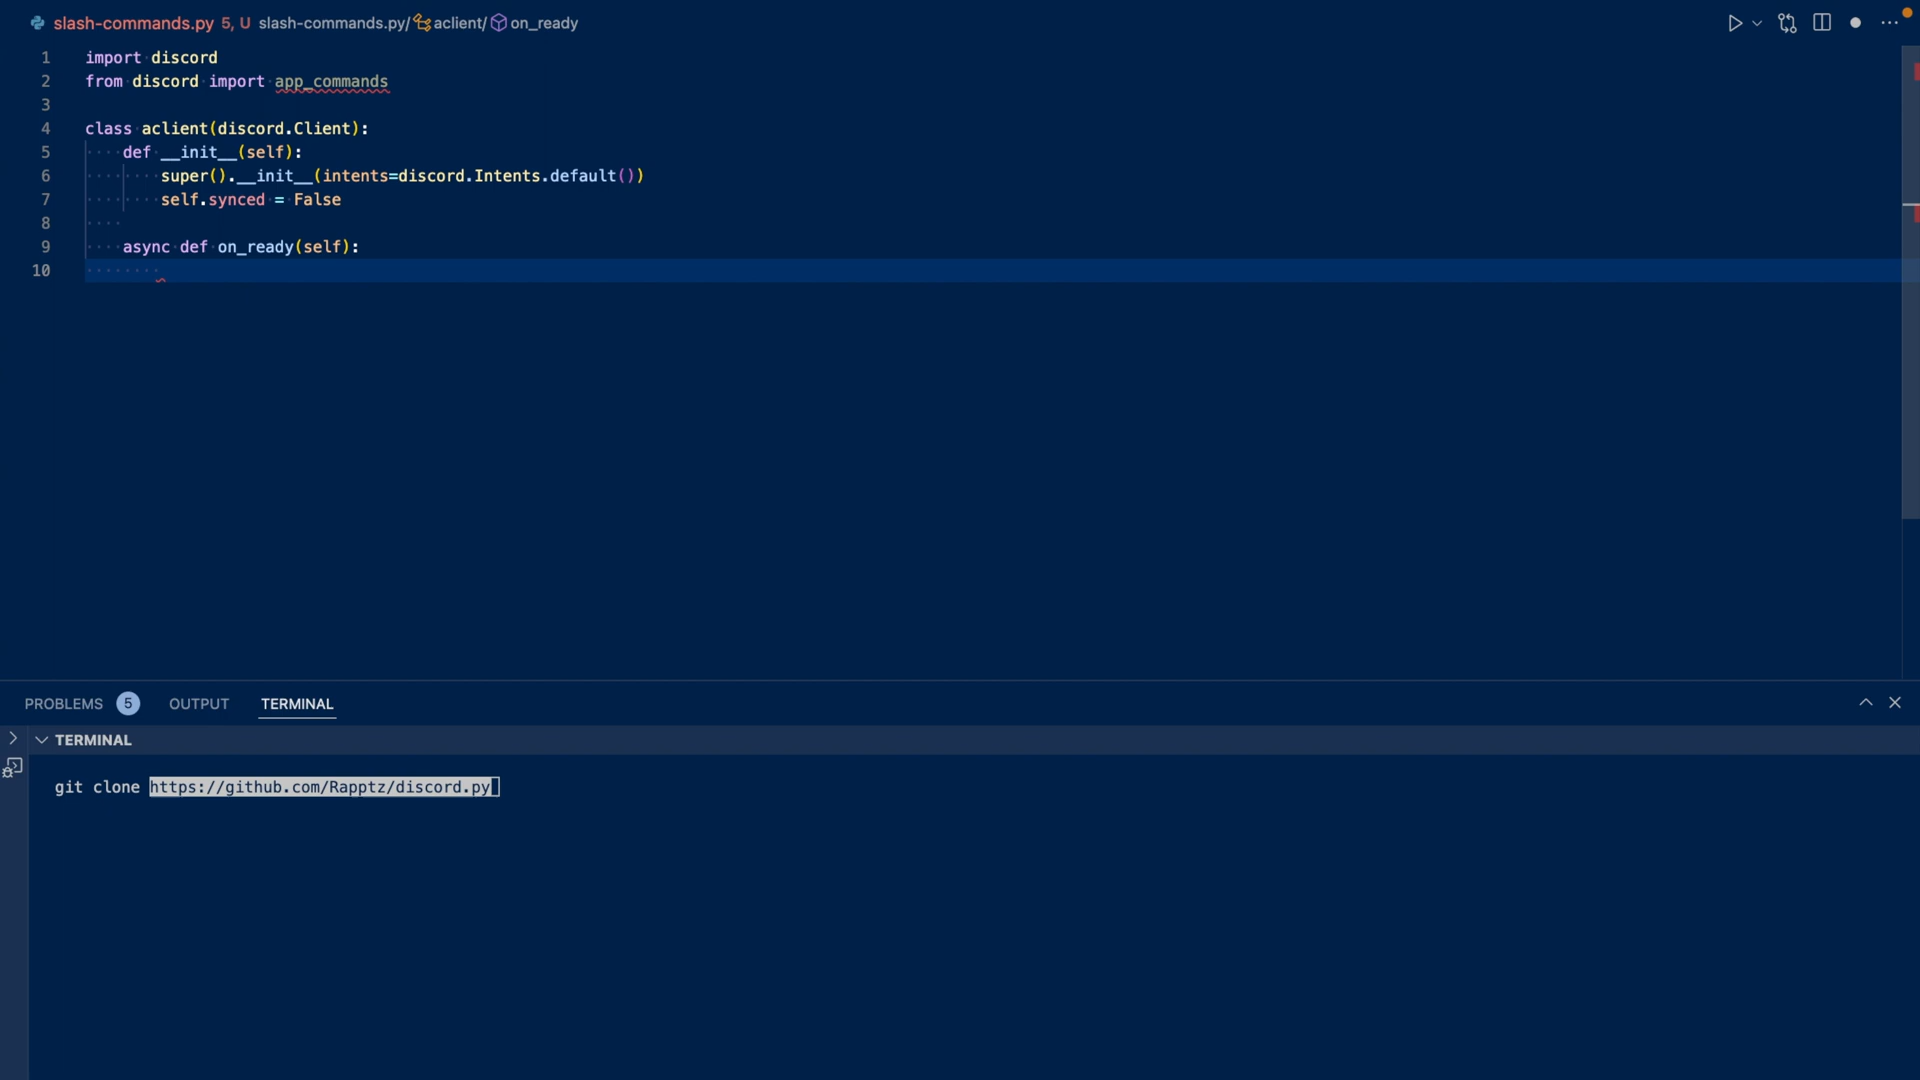 slash-commands.py 5, U slash-commands.py/ aclient/ on_ready
1 import discord
2 from discord import app_commands
3
4 class aclient(discord.Client):
5 def __init__(self):
6 super().__init__(intents=discord.Intents.default())
7 self.synced = False
8
9 async def on_ready(self):
10
PROBLEMS 5 OUTPUT TERMINAL
TERMINAL
git clone https://github.com/Rapptz/discord.py